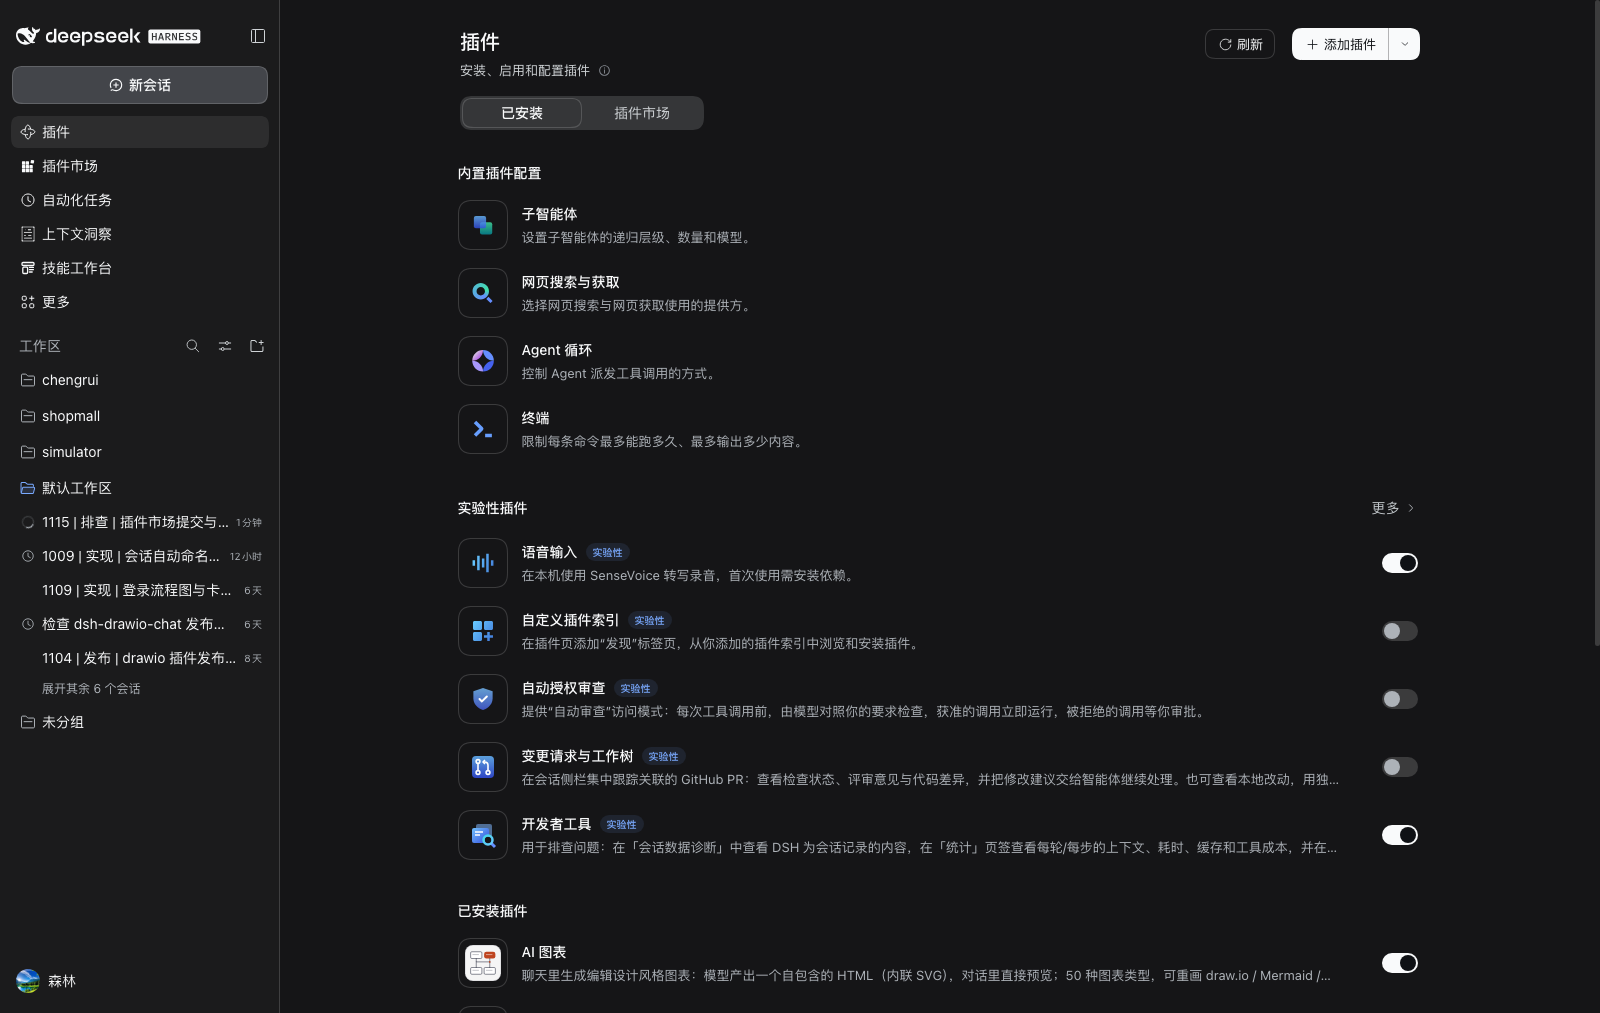 deepseek HARNESS
新会话
插件
插件市场
自动化任务
上下文洞察
技能工作台
更多
工作区
chengrui
shopmall
simulator
默认工作区
1115 | 排查 | 插件市场提交与... 1分钟
1009 | 实现 | 会话自动命名... 12小时
1109 | 实现 | 登录流程图与卡... 6天
检查 dsh-drawio-chat 发布... 6天
1104 | 发布 | drawio 插件发布... 8天
展开其余 6 个会话
未分组
森林
插件
安装、启用和配置插件
刷新
添加插件
已安装
插件市场
内置插件配置
子智能体
设置子智能体的递归层级、数量和模型。
网页搜索与获取
选择网页搜索与网页获取使用的提供方。
Agent 循环
控制 Agent 派发工具调用的方式。
终端
限制每条命令最多能跑多久、最多输出多少内容。
实验性插件
更多
语音输入 实验性
在本机使用 SenseVoice 转写录音，首次使用需安装依赖。
自定义插件索引 实验性
在插件页添加“发现”标签页，从你添加的插件索引中浏览和安装插件。
自动授权审查 实验性
提供“自动审查”访问模式：每次工具调用前，由模型对照你的要求检查，获准的调用立即运行，被拒绝的调用等你审批。
变更请求与工作树 实验性
在会话侧栏集中跟踪关联的 GitHub PR：查看检查状态、评审意见与代码差异，并把修改建议交给智能体继续处理。也可查看本地改动，用独...
开发者工具 实验性
用于排查问题：在「会话数据诊断」中查看 DSH 为会话记录的内容，在「统计」页签查看每轮/每步的上下文、耗时、缓存和工具成本，并在...
已安装插件
AI 图表
聊天里生成编辑设计风格图表：模型产出一个自包含的 HTML（内联 SVG），对话里直接预览；50 种图表类型，可重画 draw.io / Mermaid /...